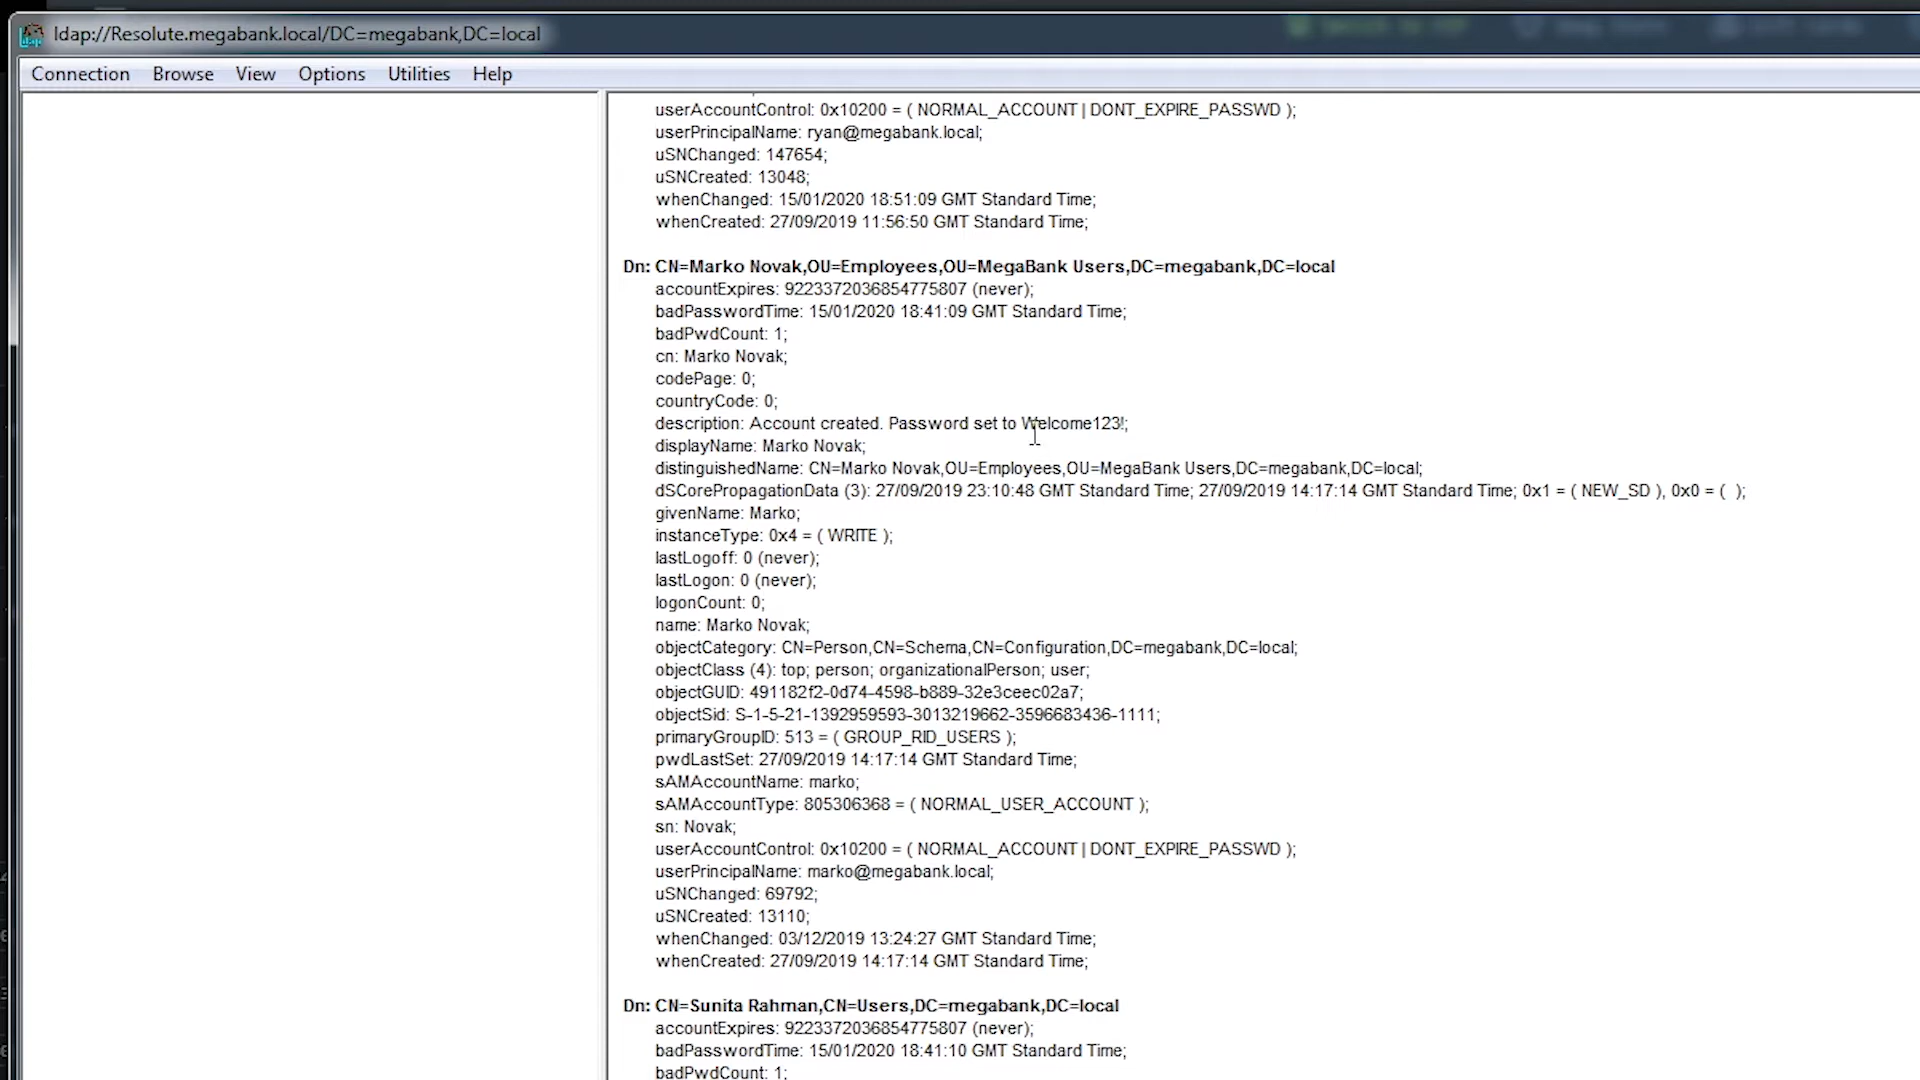 ldap://Resolute.megabank.local/DC=megabank,DC=local
Connection Browse View Options Utilities Help
userAccountControl: 0x10200 = ( NORMAL_ACCOUNT | DONT_EXPIRE_PASSWD );
userPrincipalName: ryan@megabank.local;
uSNChanged: 147654;
uSNCreated: 13048;
whenChanged: 15/01/2020 18:51:09 GMT Standard Time;
whenCreated: 27/09/2019 11:56:50 GMT Standard Time;
Dn: CN=Marko Novak,OU=Employees,OU=MegaBank Users,DC=megabank,DC=local
accountExpires: 9223372036854775807 (never);
badPasswordTime: 15/01/2020 18:41:09 GMT Standard Time;
badPwdCount: 1;
cn: Marko Novak;
codePage: 0;
countryCode: 0;
description: Account created. Password set to Welcome123!;
displayName: Marko Novak;
distinguishedName: CN=Marko Novak,OU=Employees,OU=MegaBank Users,DC=megabank,DC=local;
dSCorePropagationData (3): 27/09/2019 23:10:48 GMT Standard Time; 27/09/2019 14:17:14 GMT Standard Time; 0x1 = ( NEW_SD ), 0x0 = (  );
givenName: Marko;
instanceType: 0x4 = ( WRITE );
lastLogoff: 0 (never);
lastLogon: 0 (never);
logonCount: 0;
name: Marko Novak;
objectCategory: CN=Person,CN=Schema,CN=Configuration,DC=megabank,DC=local;
objectClass (4): top; person; organizationalPerson; user;
objectGUID: 491182f2-0d74-4598-b889-32e3ceec02a7;
objectSid: S-1-5-21-1392959593-3013219662-3596683436-1111;
primaryGroupID: 513 = ( GROUP_RID_USERS );
pwdLastSet: 27/09/2019 14:17:14 GMT Standard Time;
sAMAccountName: marko;
sAMAccountType: 805306368 = ( NORMAL_USER_ACCOUNT );
sn: Novak;
userAccountControl: 0x10200 = ( NORMAL_ACCOUNT | DONT_EXPIRE_PASSWD );
userPrincipalName: marko@megabank.local;
uSNChanged: 69792;
uSNCreated: 13110;
whenChanged: 03/12/2019 13:24:27 GMT Standard Time;
whenCreated: 27/09/2019 14:17:14 GMT Standard Time;
Dn: CN=Sunita Rahman,CN=Users,DC=megabank,DC=local
accountExpires: 9223372036854775807 (never);
badPasswordTime: 15/01/2020 18:41:10 GMT Standard Time;
badPwdCount: 1;